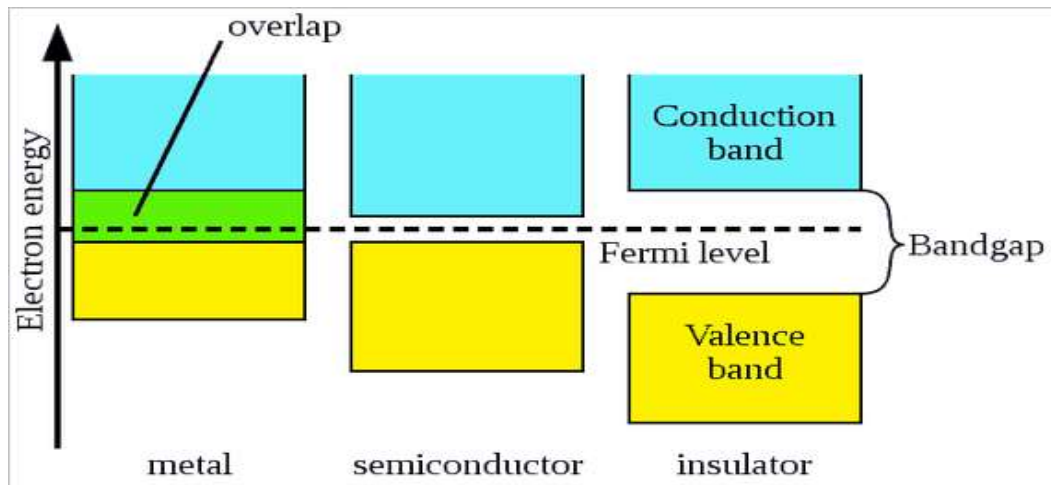 overlap
Electron energy
Conduction
band
Fermi level
Bandgap
Valence
band
metal
semiconductor
insulator